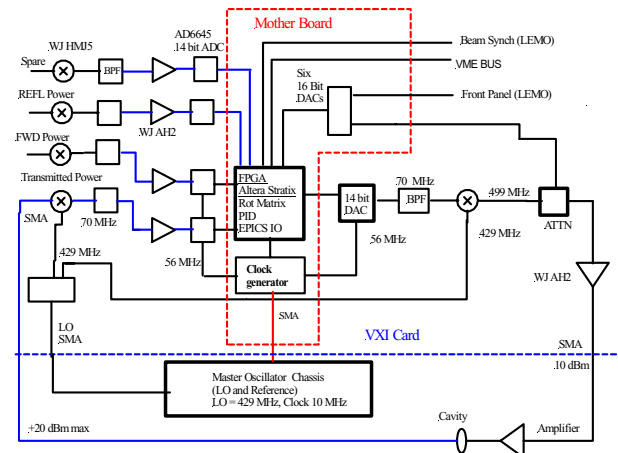 Mother Board
.WJ HMJ5
AD6645
.14 bit ADC
Spare
.BPF
.Beam Synch (LEMO)
.VME BUS
.REFL Power
Six
.16 Bit
.DACs
.Front Panel (LEMO)
.WJ AH2
.FWD Power
.Transmitted Power
FPGA
Altera Stratix
Rot Matrix
PID
EPICS IO
14 bit
.DAC
.70 MHz
.BPF
.499 MHz
ATTN
SMA
.70 MHz
.429 MHz
.56 MHz
Clock
generator
.56 MHz
.429 MHz
.WJ AH2
.SMA
LO
SMA
VXI Card
.SMA
.10 dBm
Master Oscillator Chassis
(LO and Reference)
.LO = 429 MHz, Clock 10 MHz
+20 dBm max
Cavity
.Amplifier